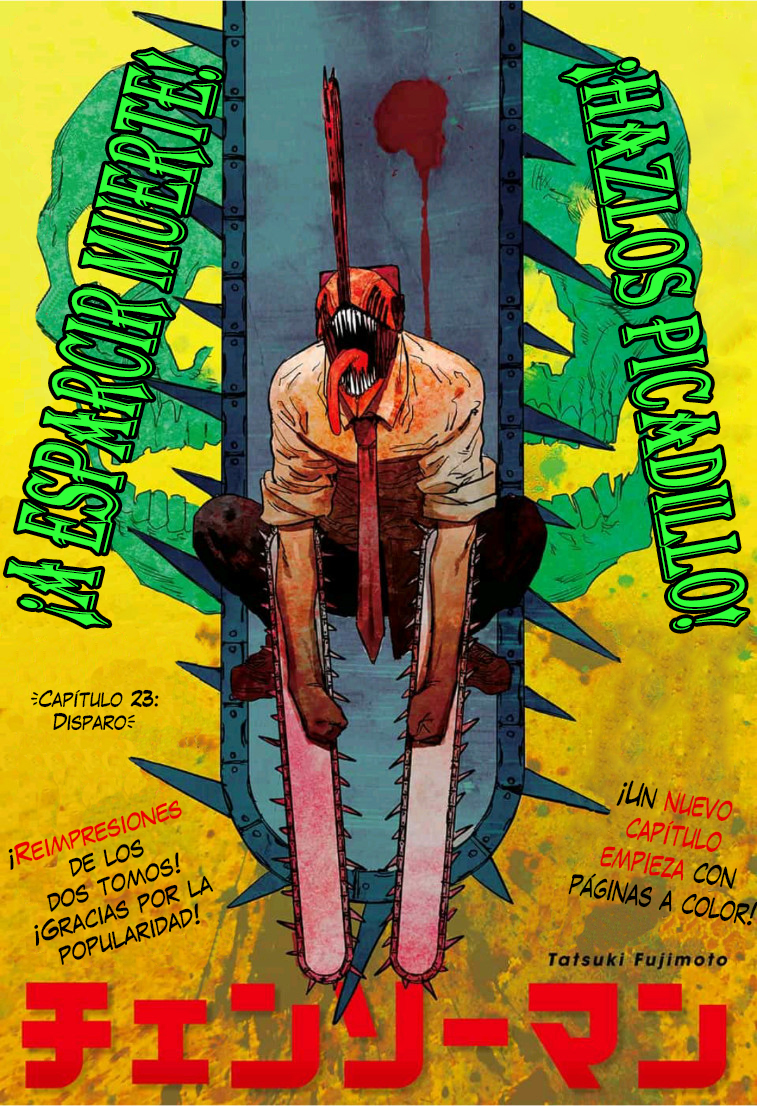 ¡A ESPARCIR MUERTE!
¡HAZLOS PICADILLO!
CAPÍTULO 23:
DISPARO
¡REIMPRESIONES
DE LOS
DOS TOMOS!
¡GRACIAS POR LA
POPULARIDAD!
¡UN NUEVO
CAPÍTULO
EMPIEZA CON
PÁGINAS A COLOR!
Tatsuki Fujimoto
チェンソーマン